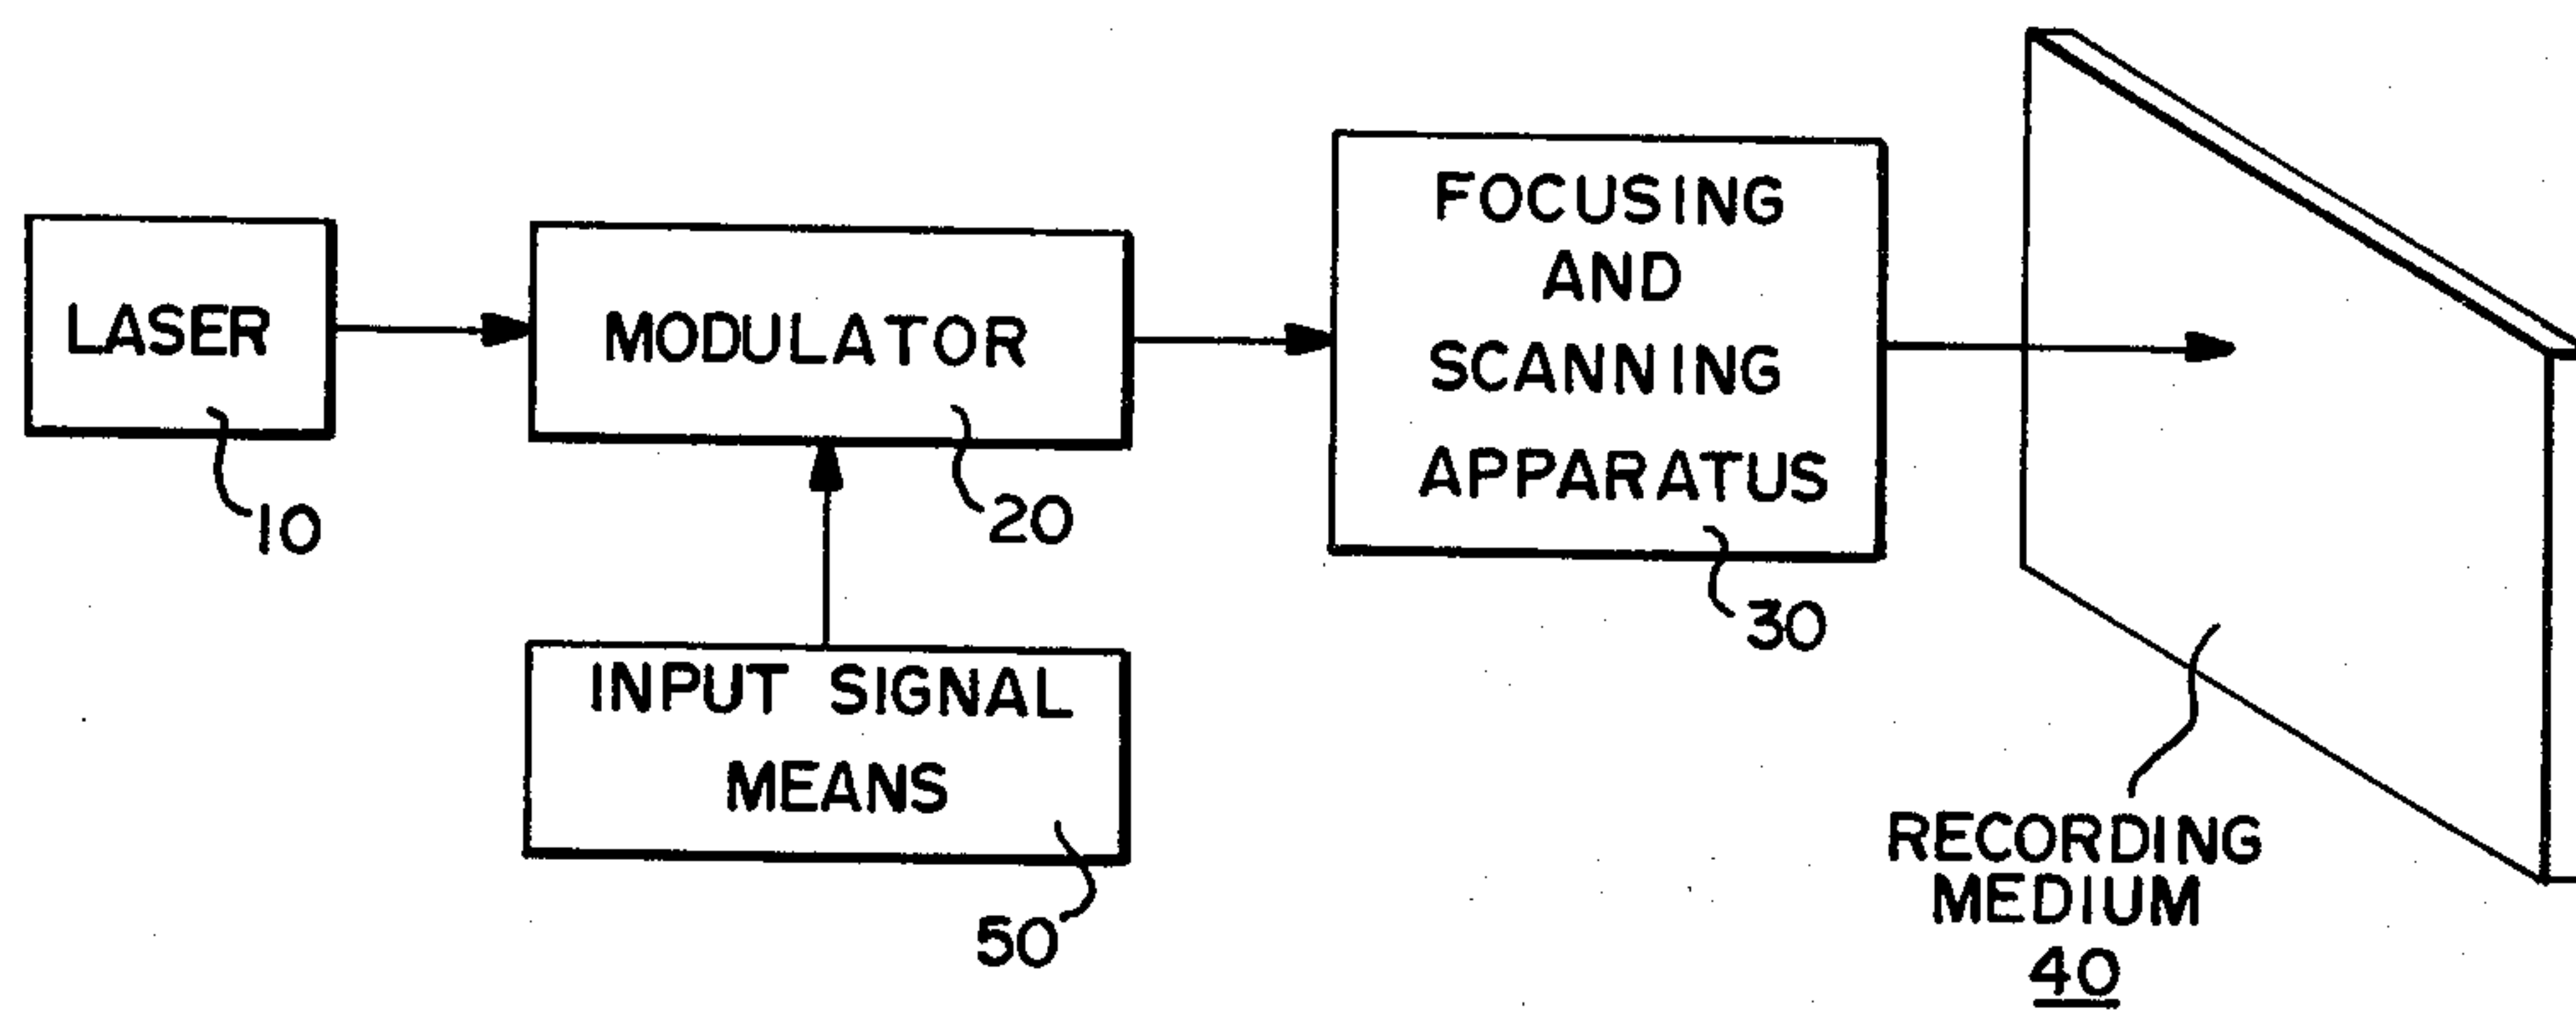 LASER
10
MODULATOR
20
INPUT SIGNAL
MEANS
50
FOCUSING
AND
SCANNING
APPARATUS
30
RECORDING
MEDIUM
40